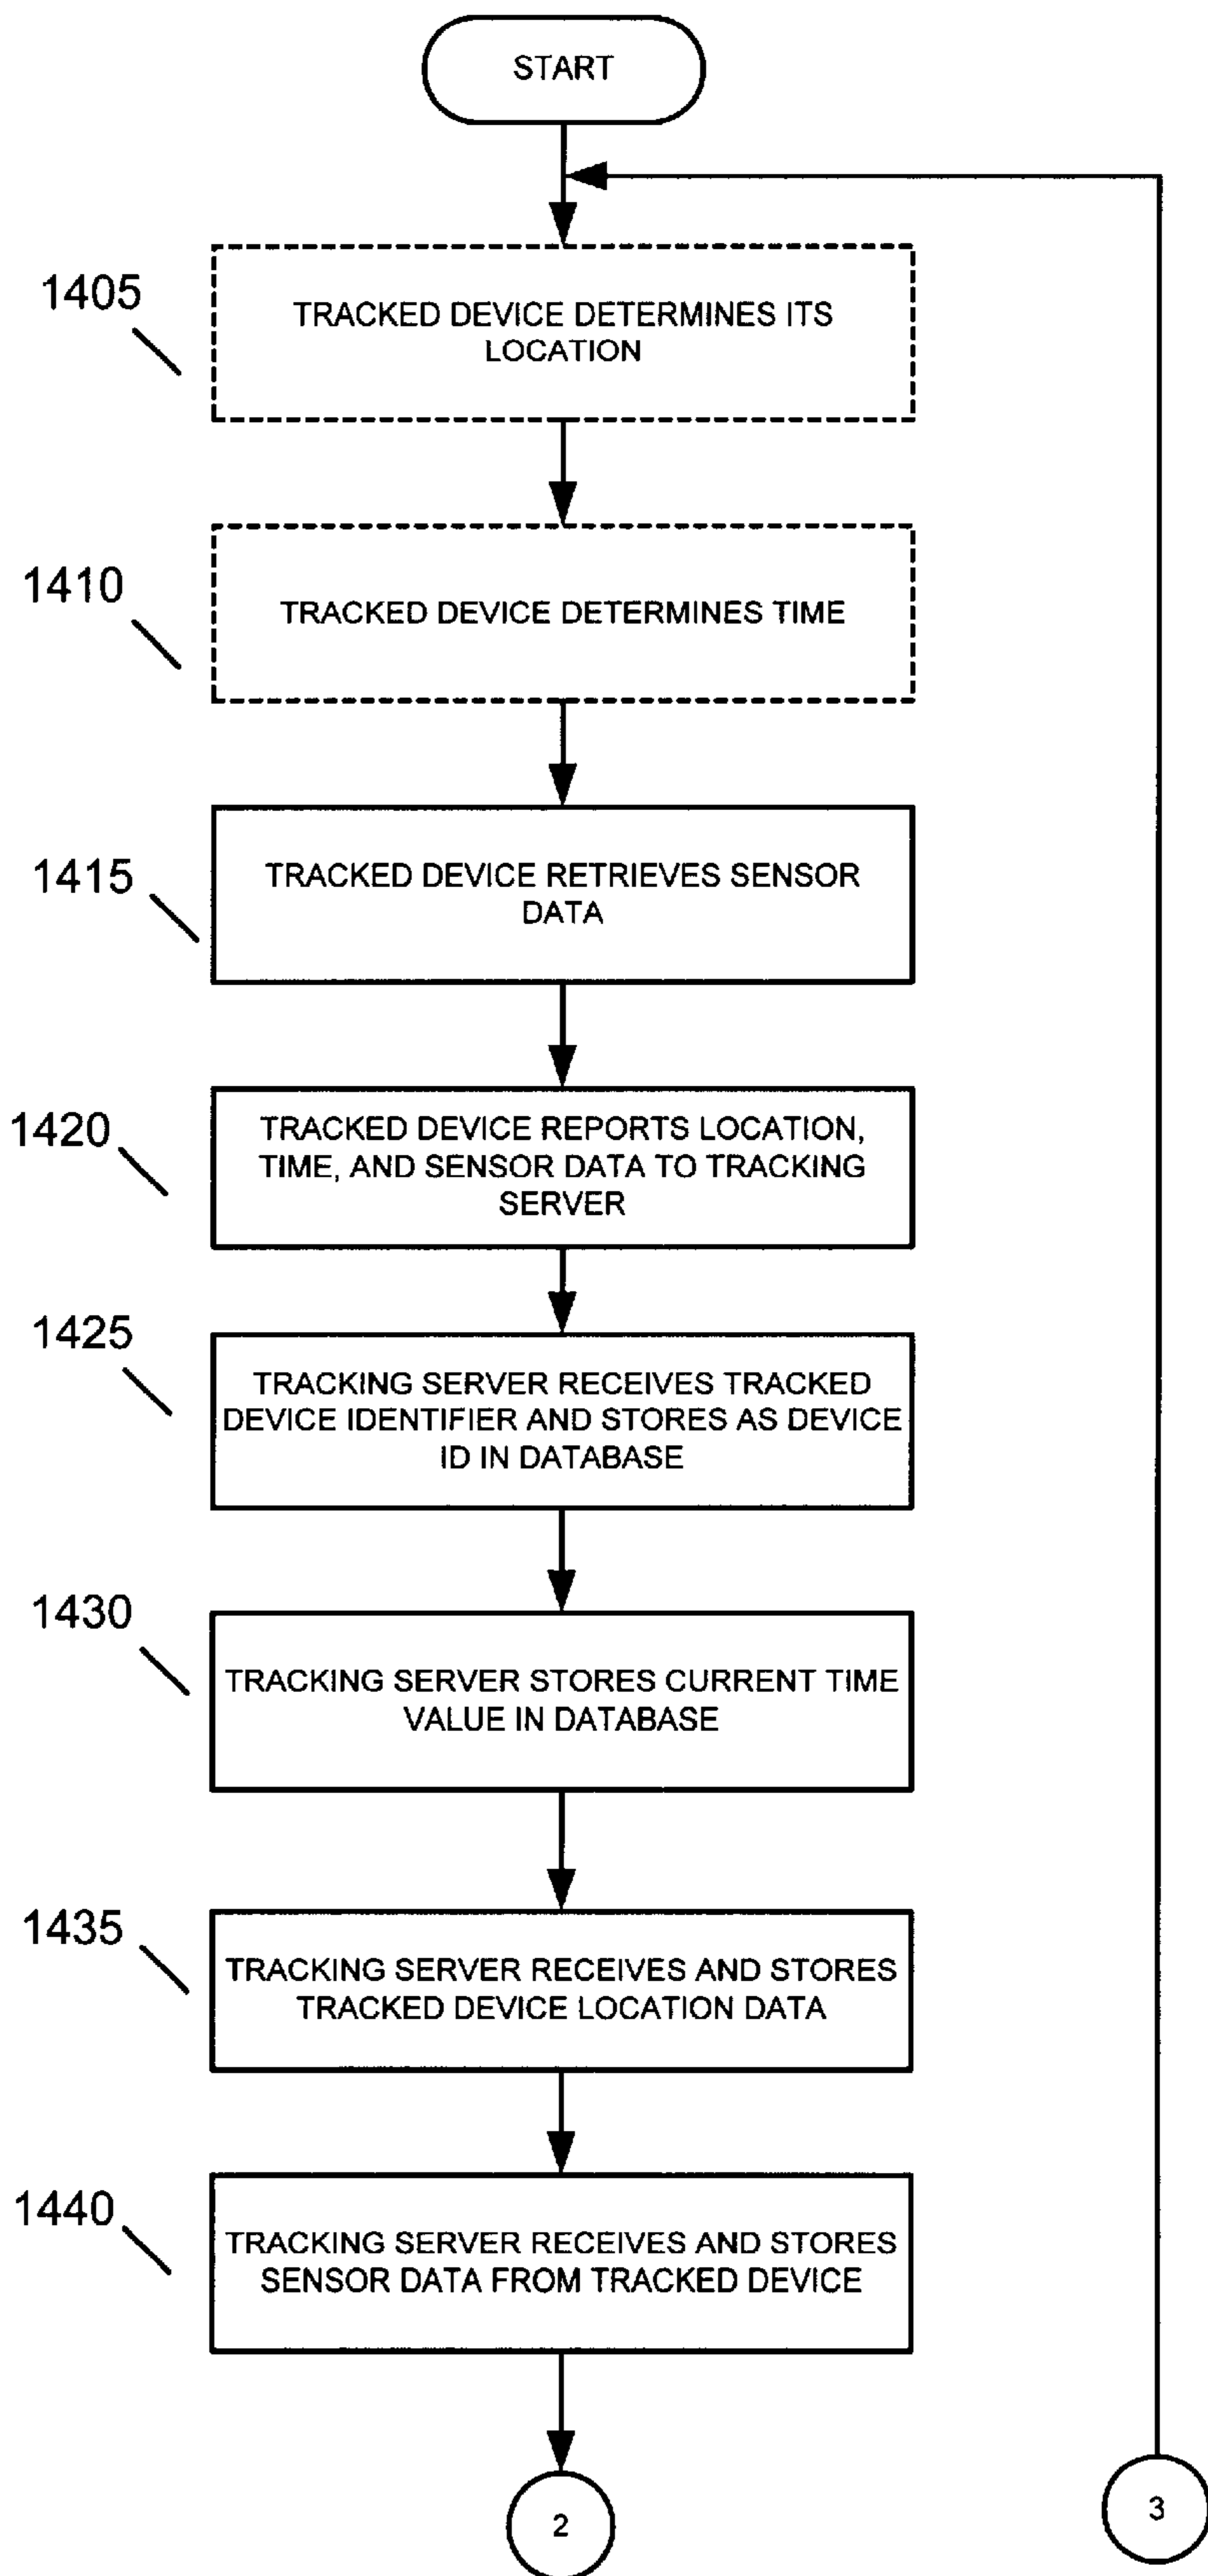 START
1405
TRACKED DEVICE DETERMINES ITS
LOCATION
1410
TRACKED DEVICE DETERMINES TIME
1415
TRACKED DEVICE RETRIEVES SENSOR
DATA
1420
TRACKED DEVICE REPORTS LOCATION,
TIME, AND SENSOR DATA TO TRACKING
SERVER
1425
TRACKING SERVER RECEIVES TRACKED
DEVICE IDENTIFIER AND STORES AS DEVICE
ID IN DATABASE
1430
TRACKING SERVER STORES CURRENT TIME
VALUE IN DATABASE
1435
TRACKING SERVER RECEIVES AND STORES
TRACKED DEVICE LOCATION DATA
1440
TRACKING SERVER RECEIVES AND STORES
SENSOR DATA FROM TRACKED DEVICE
2
3